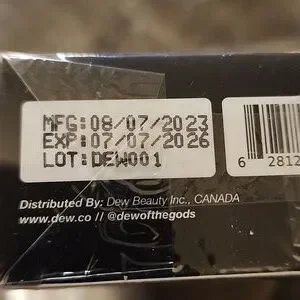 MFG:08/07/2023
EXP:07/07/2026
LOT:DEW001
6 2812
Distributed By: Dew Beauty Inc., CANADA
www.dew.co // @dewofthegods